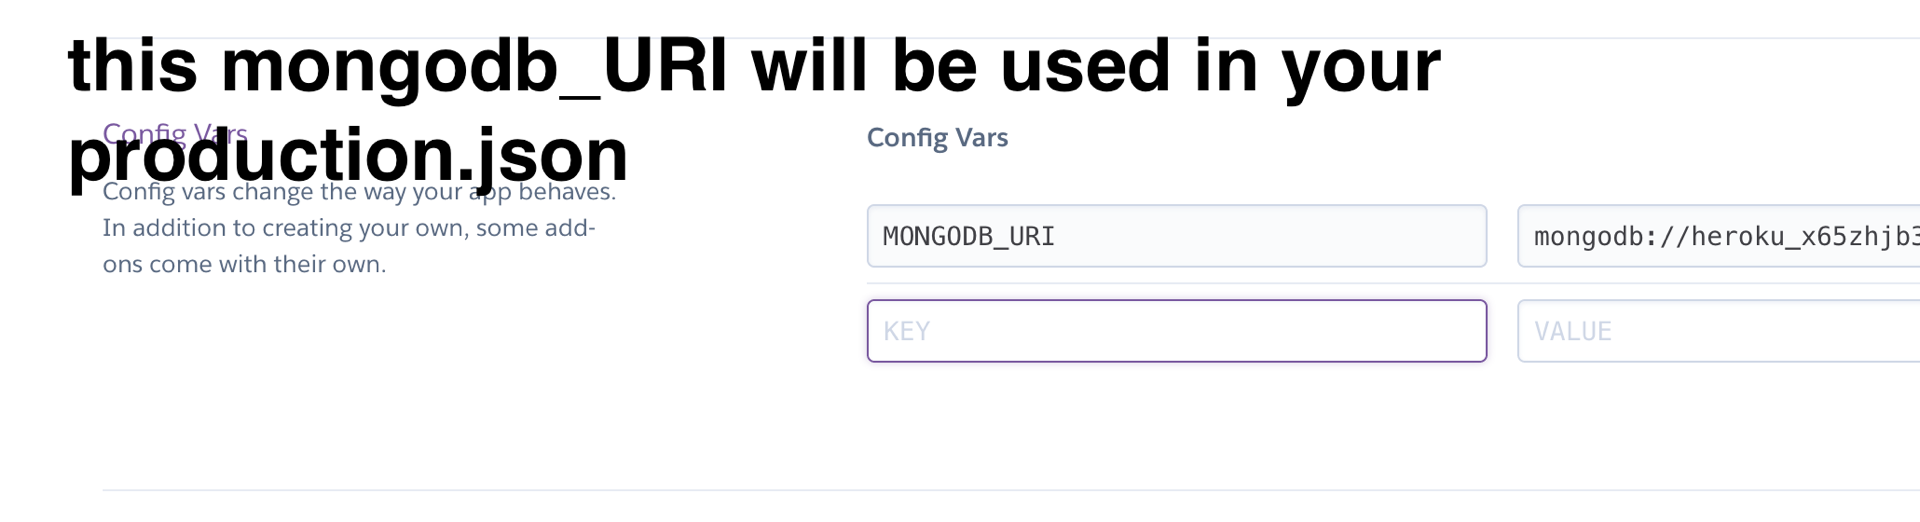 this mongodb_URI will be used in your
production.json
Config Vars
Config vars change the way your app behaves.
In addition to creating your own, some add-
ons come with their own.
Config Vars
MONGODB_URI
mongodb://heroku_x65zhjb3
KEY
VALUE